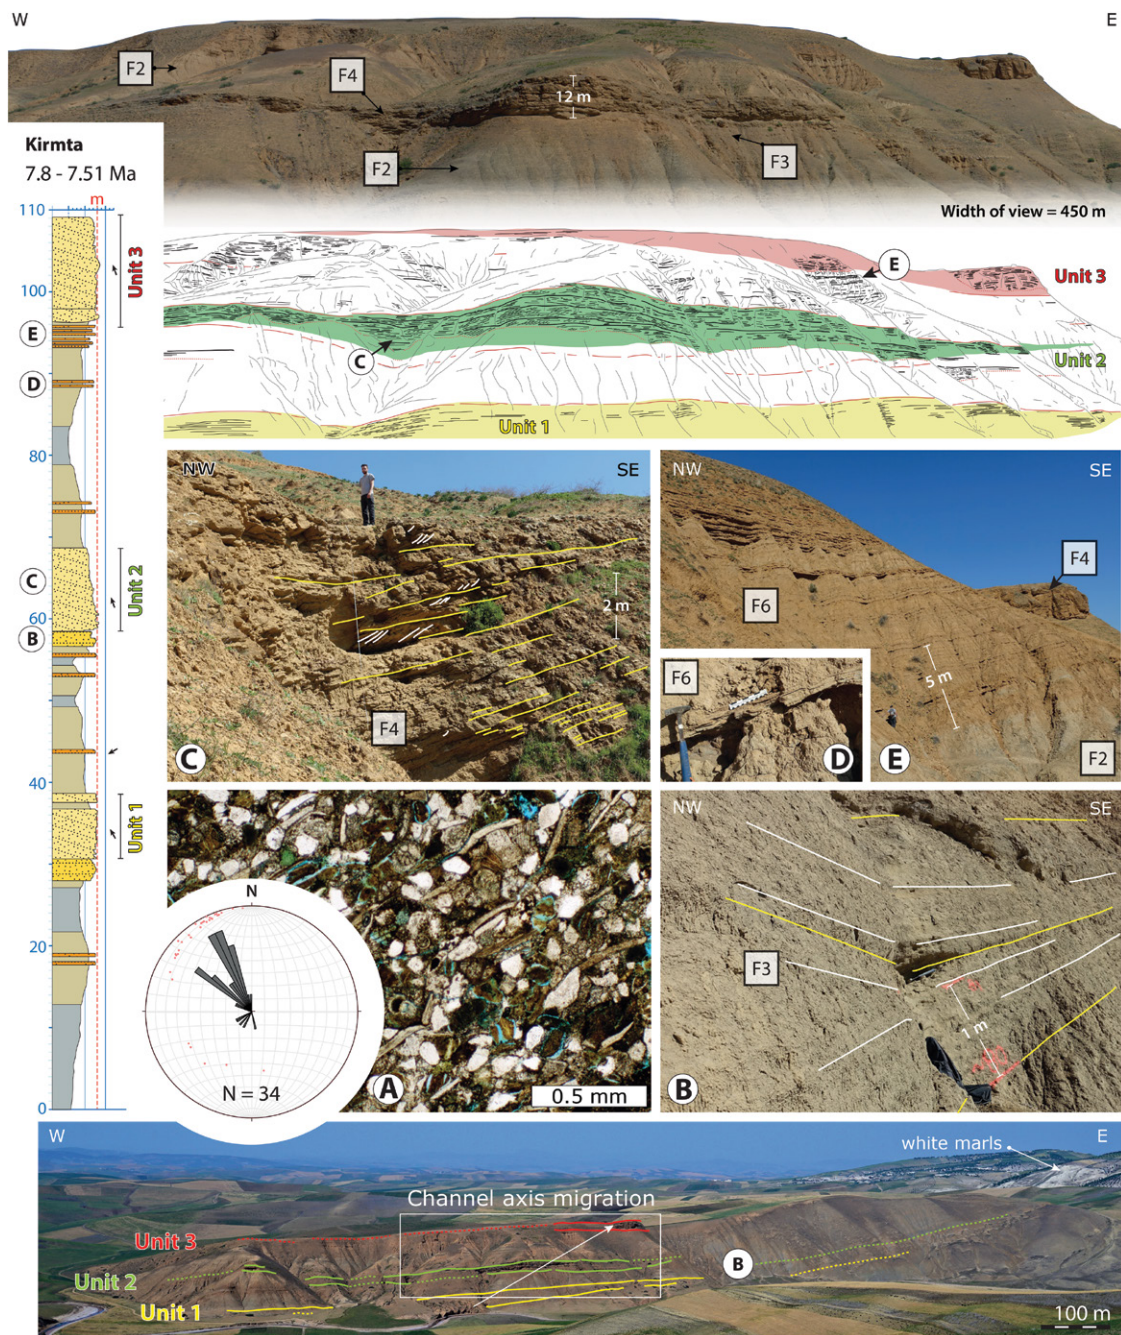 W
E
F2
F4
12 m
F2
F3
Width of view = 450 m
Kirmta
7.8 - 7.51 Ma
m
110
100
80
60
40
20
0
Unit 3
Unit 2
Unit 1
E
D
C
B
E
Unit 3
C
Unit 2
Unit 1
NW
SE
2 m
F4
C
NW
SE
F4
F6
5 m
F6
D
E
F2
N
N = 34
A
0.5 mm
NW
SE
F3
1 m
B
W
E
white marls
Channel axis migration
Unit 3
B
Unit 2
Unit 1
100 m